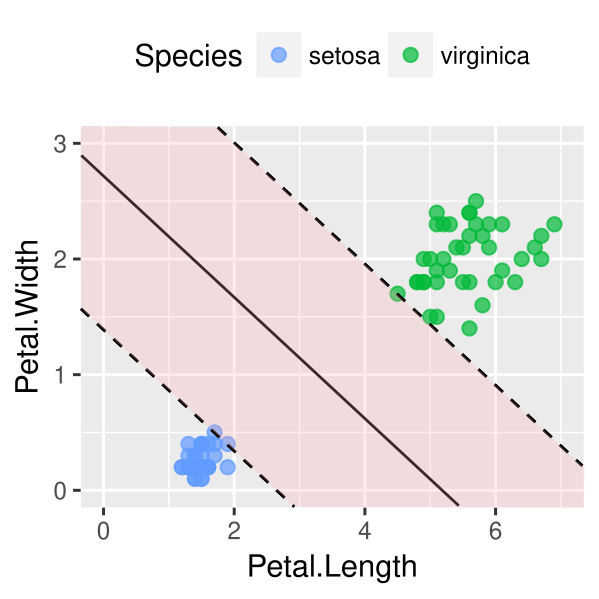 Species setosa virginica
3
2
1
0
Petal.Width
0 2 4 6
Petal.Length